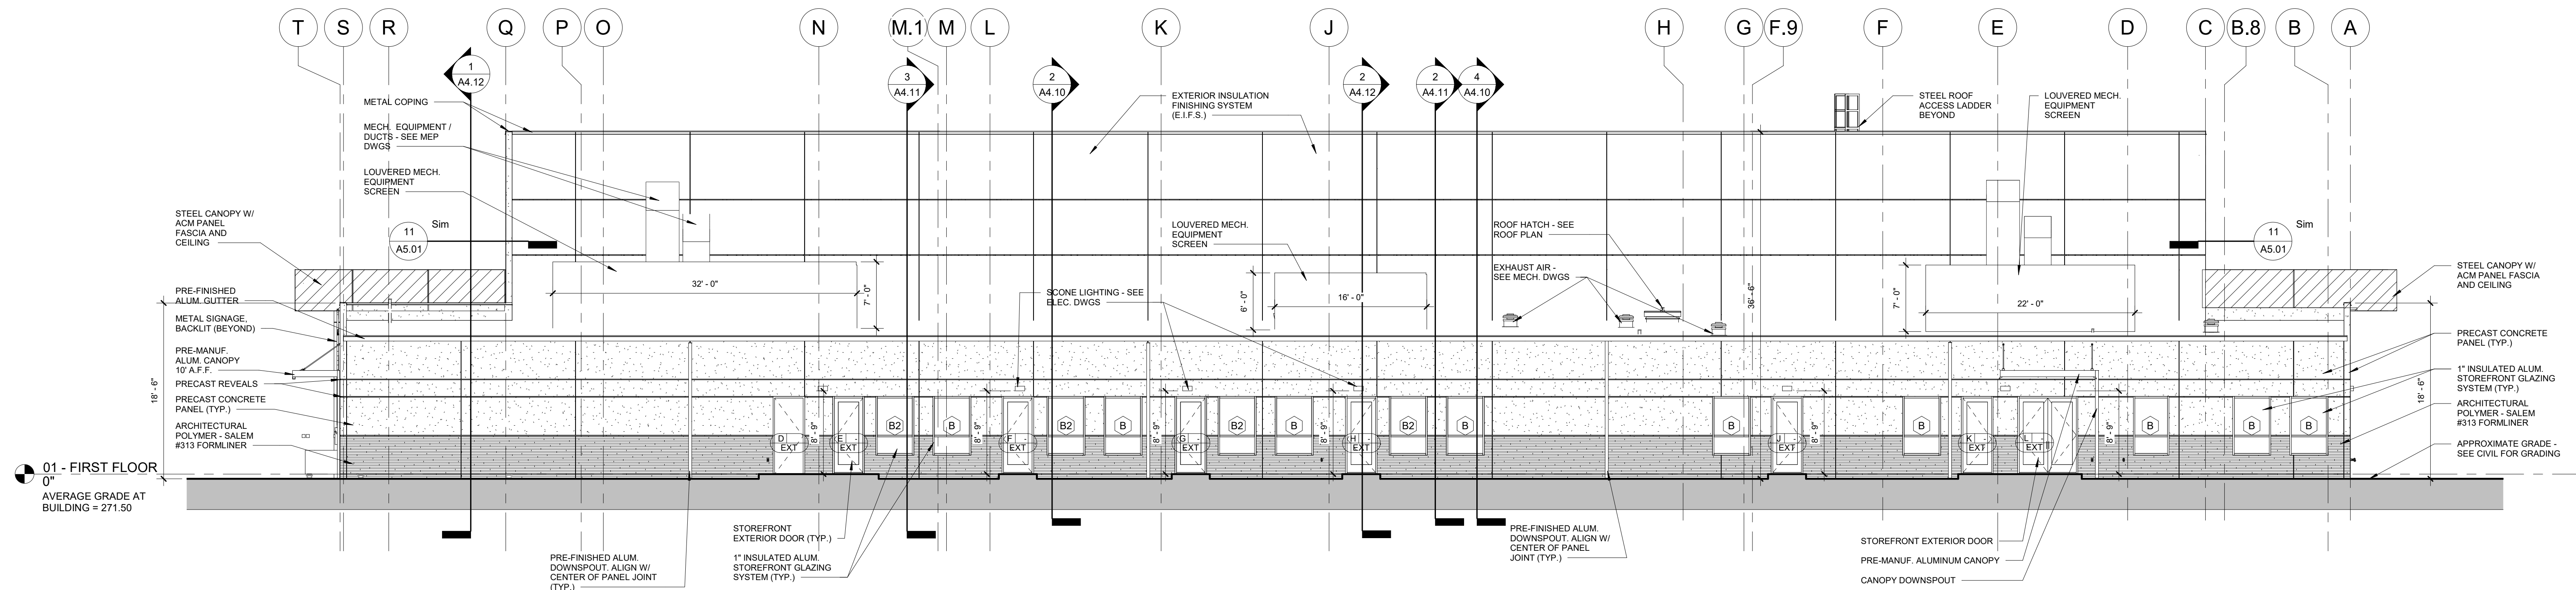 T S R Q P O N M.1 M L K J H G F.9 F E D C B.8 B A
1
A4.12
3
A4.11
2
A4.10
2
A4.12
2
A4.11
4
A4.10
METAL COPING
MECH. EQUIPMENT /
DUCTS - SEE MEP
DWGS
LOUVERED MECH.
EQUIPMENT
SCREEN
STEEL CANOPY W/
ACM PANEL
FASCIA AND
CEILING
11
A5.01
Sim
PRE-FINISHED
ALUM. GUTTER
METAL SIGNAGE,
BACKLIT (BEYOND)
PRE-MANUF.
ALUM. CANOPY
10' A.F.F.
PRECAST REVEALS
PRECAST CONCRETE
PANEL (TYP.)
ARCHITECTURAL
POLYMER - SALEM
#313 FORMLINER
18' - 6"
01 - FIRST FLOOR
0"
AVERAGE GRADE AT
BUILDING = 271.50
32' - 0"
7' - 0"
EXTERIOR INSULATION
FINISHING SYSTEM
(E.I.F.S.)
LOUVERED MECH.
EQUIPMENT
SCREEN
SCONE LIGHTING - SEE
ELEC. DWGS
6' - 0"
16' - 0"
ROOF HATCH - SEE
ROOF PLAN
EXHAUST AIR -
SEE MECH. DWGS
36' - 6"
STEEL ROOF
ACCESS LADDER
BEYOND
LOUVERED MECH.
EQUIPMENT
SCREEN
7' - 0"
22' - 0"
11
A5.01
Sim
STEEL CANOPY W/
ACM PANEL FASCIA
AND CEILING
PRECAST CONCRETE
PANEL (TYP.)
1" INSULATED ALUM.
STOREFRONT GLAZING
SYSTEM (TYP.)
ARCHITECTURAL
POLYMER - SALEM
#313 FORMLINER
APPROXIMATE GRADE -
SEE CIVIL FOR GRADING
18' - 6"
D
EXT
8' - 9"
E
EXT
B2
B
8' - 9"
F
EXT
B2
B
8' - 9"
G
EXT
B2
B
8' - 9"
H
EXT
B2
B
B
J
EXT
8' - 9"
B
K
EXT
L
EXT
8' - 9"
B
B
B
PRE-FINISHED ALUM.
DOWNSPOUT. ALIGN W/
CENTER OF PANEL JOINT
(TYP.)
STOREFRONT
EXTERIOR DOOR (TYP.)
1" INSULATED ALUM.
STOREFRONT GLAZING
SYSTEM (TYP.)
PRE-FINISHED ALUM.
DOWNSPOUT. ALIGN W/
CENTER OF PANEL
JOINT (TYP.)
STOREFRONT EXTERIOR DOOR
PRE-MANUF. ALUMINUM CANOPY
CANOPY DOWNSPOUT